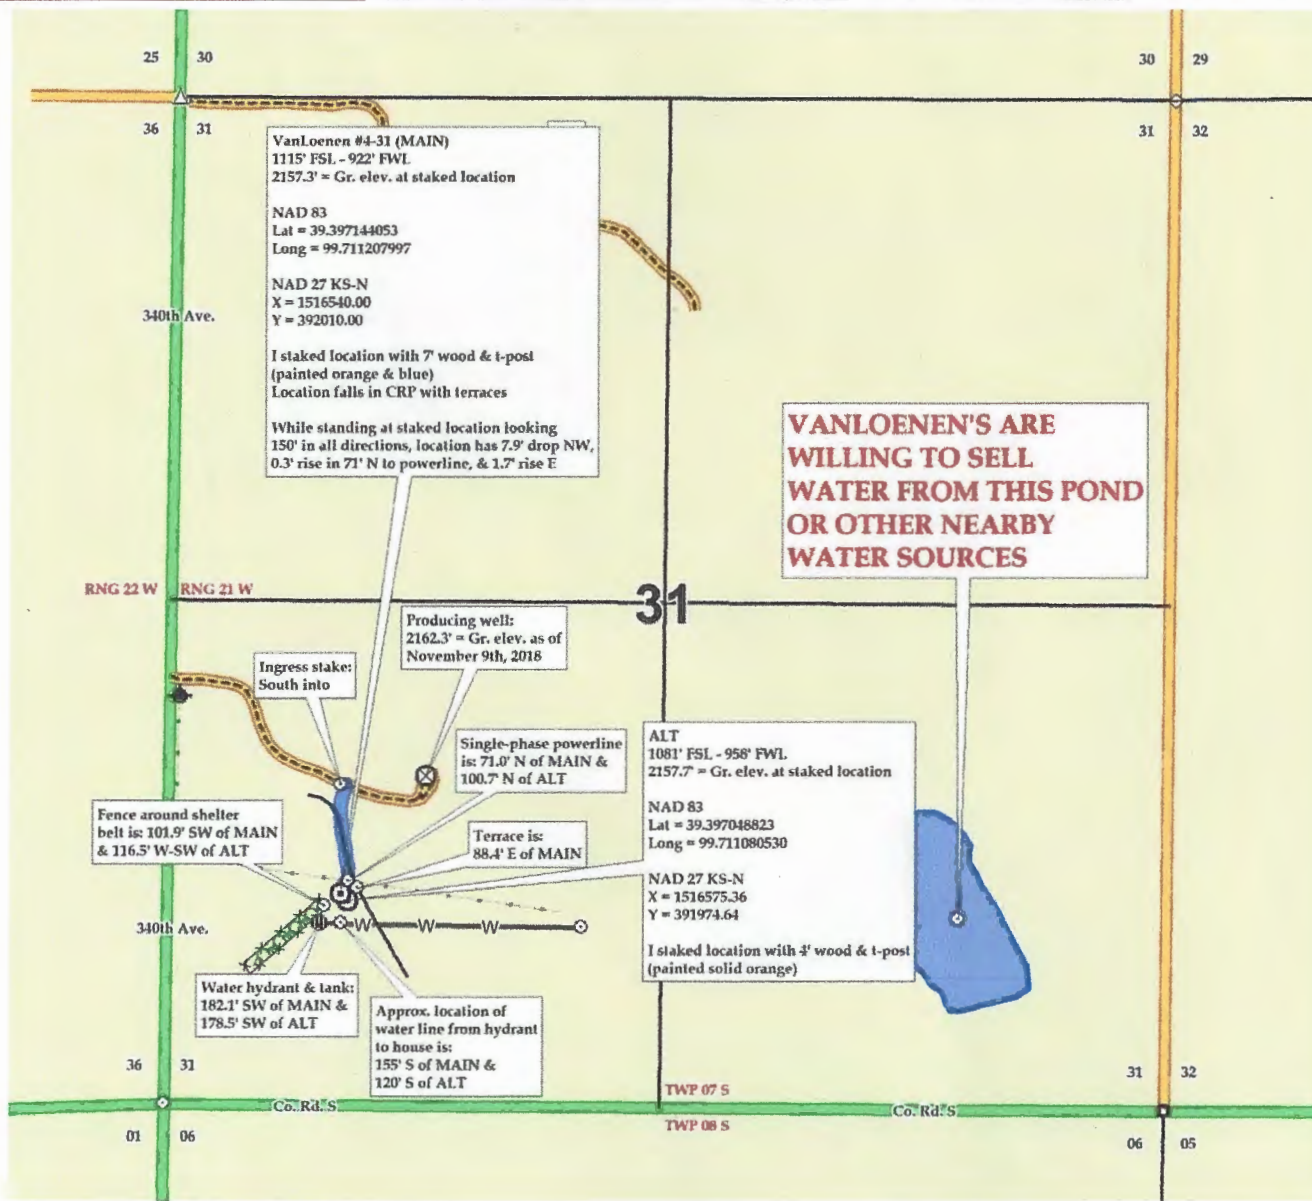 25 30
30 29
36 31
31 32
VanLoenen #4-31 (MAIN)
1115' FSL - 922' FWL
2157.3' = Gr. elev. at staked location
NAD 83
Lat = 39.397144053
Long = 99.711207997
NAD 27 KS-N
X = 1516540.00
Y = 392010.00
I staked location with 7' wood & t-post
(painted orange & blue)
Location falls in CRP with terraces
While standing at staked location looking
150' in all directions, location has 7.9' drop NW,
0.3' rise in 71' N to powerline, & 1.7' rise E
340th Ave.
VANLOENEN'S ARE
WILLING TO SELL
WATER FROM THIS POND
OR OTHER NEARBY
WATER SOURCES
RNG 22 W RNG 21 W
31
Producing well:
2162.3' = Gr. elev. as of
November 9th, 2018
Ingress stake:
South into
Single-phase powerline
is: 71.0' N of MAIN &
100.7' N of ALT
ALT
1081' FSL - 958' FWL
2157.7' = Gr. elev. at staked location
NAD 83
Lat = 39.397048823
Long = 99.711080530
NAD 27 KS-N
X = 1516575.36
Y = 391974.64
I staked location with 4' wood & t-post
(painted solid orange)
Fence around shelter
belt is: 101.9' SW of MAIN
& 116.5' W-SW of ALT
Terrace is:
88.4' E of MAIN
340th Ave.
W W W
Water hydrant & tank:
182.1' SW of MAIN &
178.5' SW of ALT
Approx. location of
water line from hydrant
to house is:
155' S of MAIN &
120' S of ALT
36 31
31 32
TWP 07 S
Co. Rd. S
Co. Rd. S
TWP 08 S
01 06
06 05